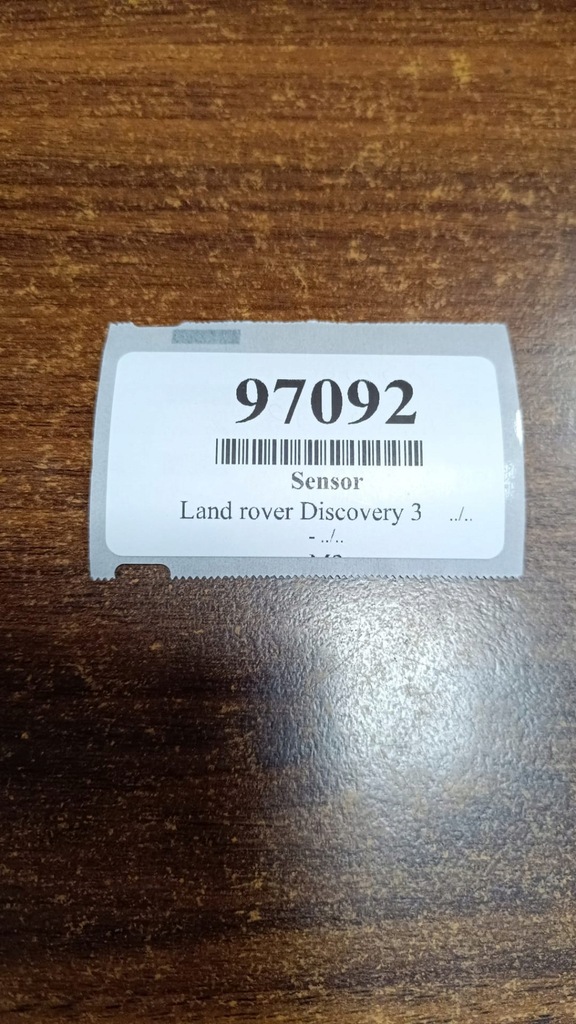 97092
Sensor
Land rover Discovery 3 ../..
- ../..